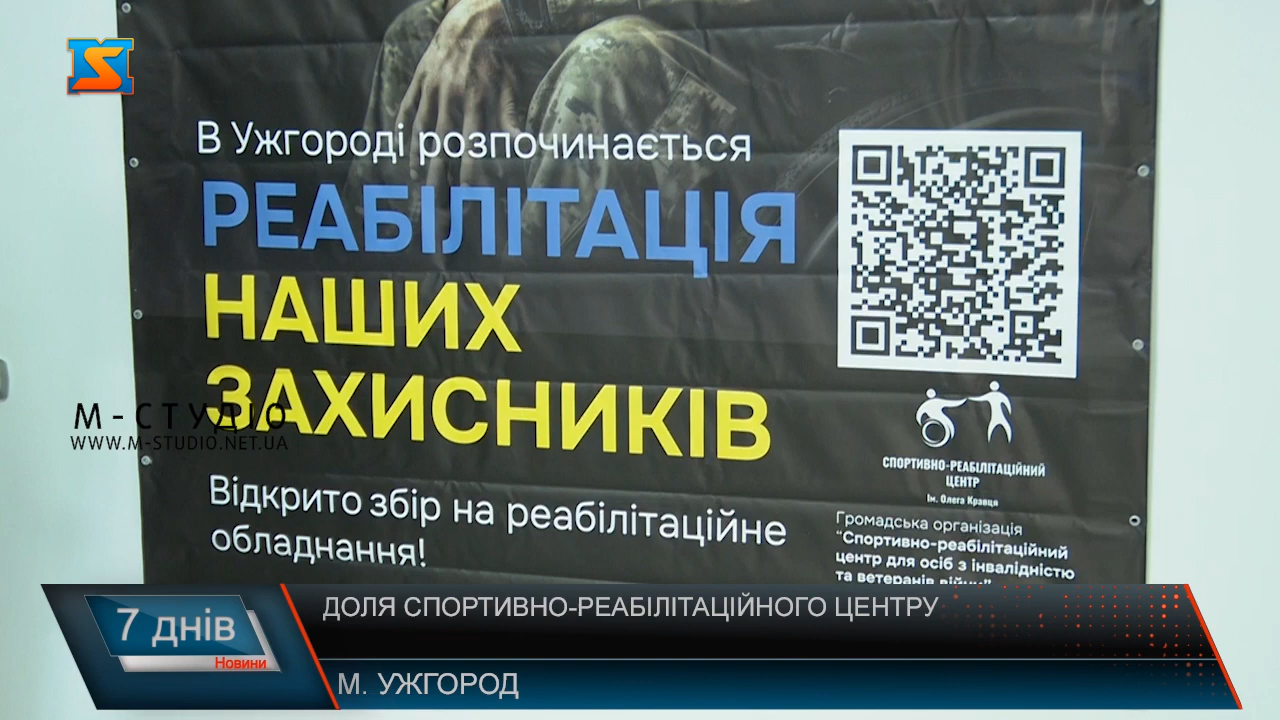 В Ужгороді розпочинається
РЕАБІЛІТАЦІЯ
НАШИХ
ЗАХИСНИКІВ
Відкрито збір на реабілітаційне
обладнання!
СПОРТИВНО-РЕАБІЛІТАЦІЙНИЙ
ЦЕНТР
Ім. Олега Кравця
Громадська організація
“Спортивно-реабілітаційний
центр для осіб з інвалідністю
та ветеранів війни”
М-СТУДІО
WWW.M-STUDIO.NET.UA
7 днів
Новини
ДОЛЯ СПОРТИВНО-РЕАБІЛІТАЦІЙНОГО ЦЕНТРУ
М. УЖГОРОД